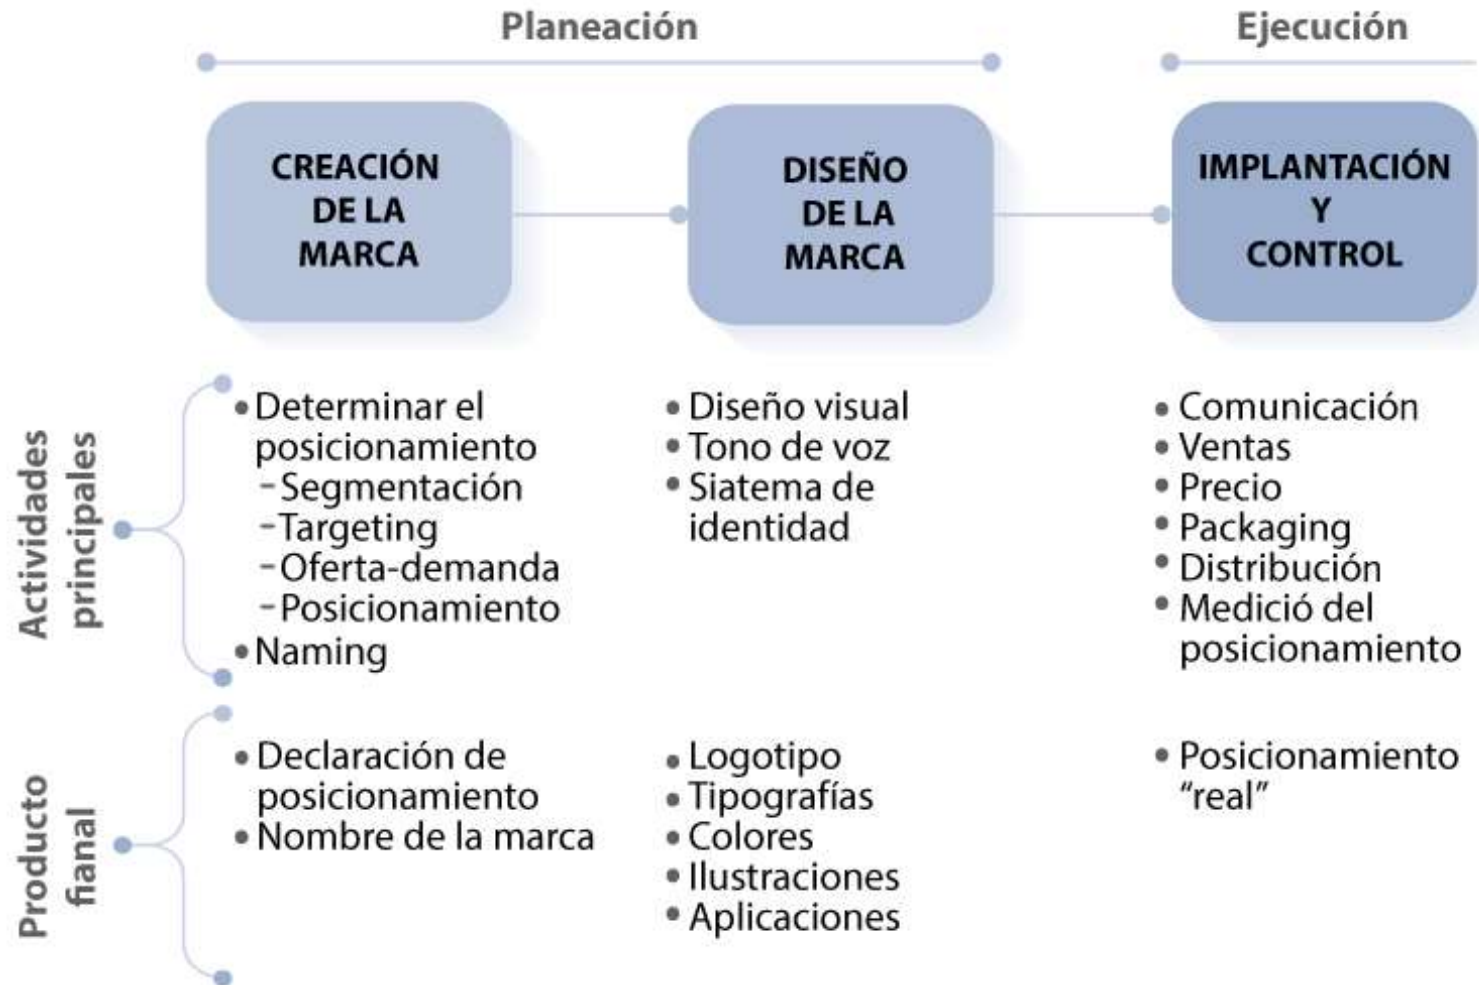 Planeación
Ejecución
CREACIÓN
DE LA
MARCA
DISEÑO
DE LA
MARCA
IMPLANTACIÓN
Y
CONTROL
Actividades
principales
• Determinar el
posicionamiento
- Segmentación
- Targeting
- Oferta-demanda
- Posicionamiento
• Naming
• Diseño visual
• Tono de voz
• Siatema de
identidad
• Comunicación
• Ventas
• Precio
• Packaging
• Distribución
• Medició del
posicionamiento
Producto
fianal
• Declaración de
posicionamiento
• Nombre de la marca
• Logotipo
• Tipografías
• Colores
• Ilustraciones
• Aplicaciones
• Posicionamiento
“real”